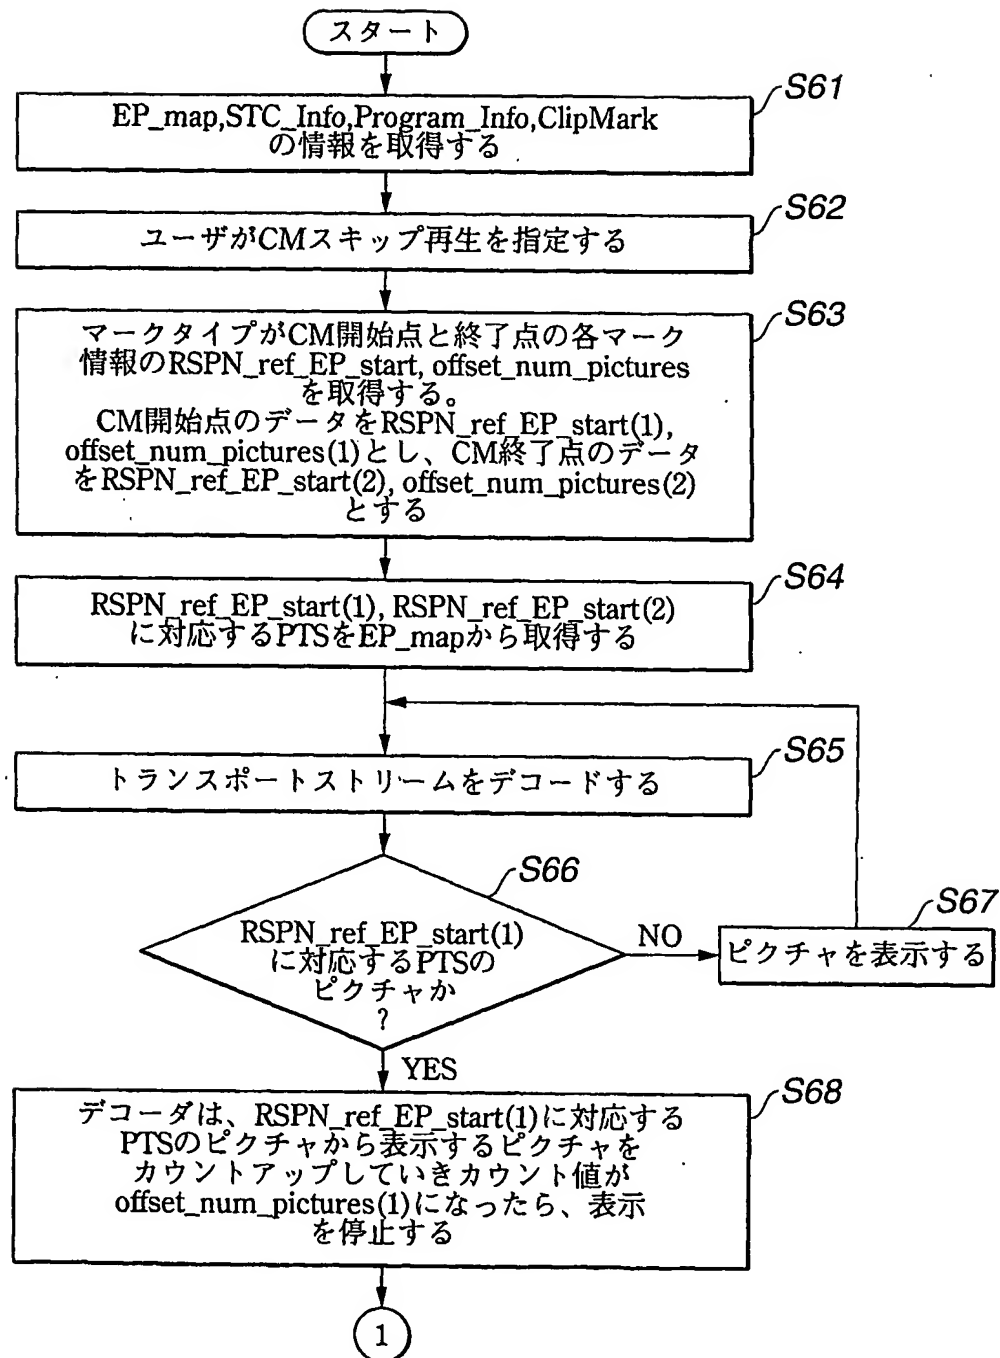 スタート
S61
EP_map,STC_Info,Program_Info,ClipMark
の情報を取得する
S62
ユーザがCMスキップ再生を指定する
S63
マークタイプがCM開始点と終了点の各マーク
情報のRSPN_ref_EP_start, offset_num_pictures
を取得する。
CM開始点のデータをRSPN_ref_EP_start(1),
offset_num_pictures(1)とし、CM終了点のデータ
をRSPN_ref_EP_start(2), offset_num_pictures(2)
とする
S64
RSPN_ref_EP_start(1), RSPN_ref_EP_start(2)
に対応するPTSをEP_mapから取得する
S65
トランスポートストリームをデコードする
S66
RSPN_ref_EP_start(1)
に対応するPTSの
ピクチャか
?
NO
S67
ピクチャを表示する
YES
S68
デコーダは、RSPN_ref_EP_start(1)に対応する
PTSのピクチャから表示するピクチャを
カウントアップしていきカウント値が
offset_num_pictures(1)になったら、表示
を停止する
1